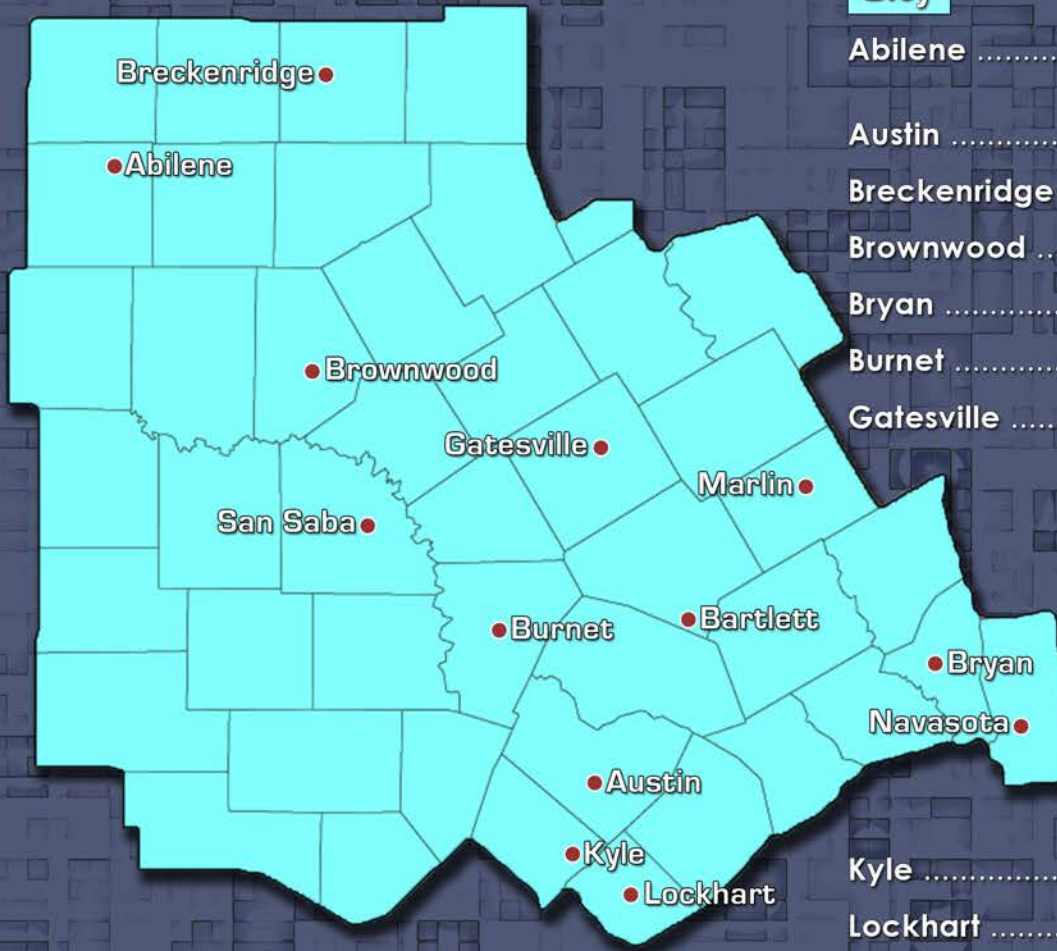 Breckenridge
Abilene
Brownwood
Gatesville
Marlin
San Saba
Burnet
Bartlett
Bryan
Navasota
Austin
Kyle
Lockhart
Abilene .........
Austin ............
Breckenridge
Brownwood ..
Bryan .............
Burnet ............
Gatesville ......
Kyle ...............
Lockhart ........